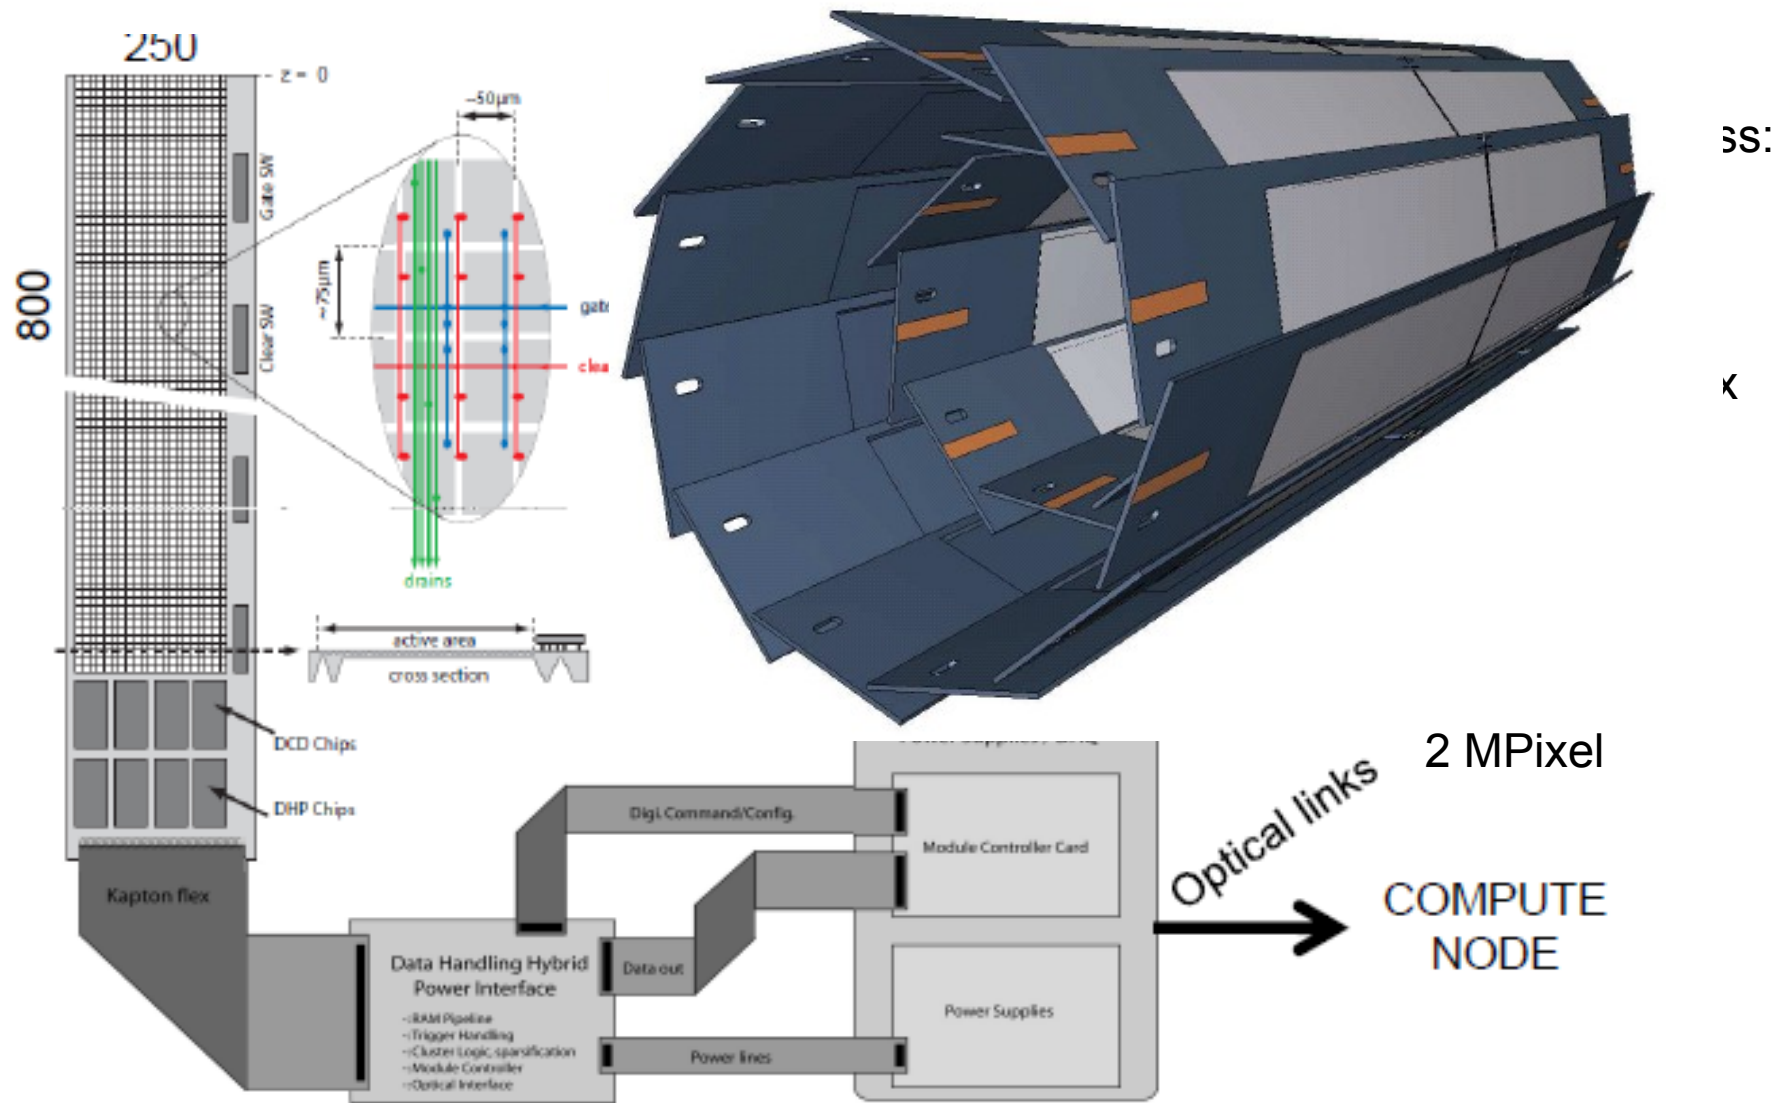 250
z = 0
~50µm
ss:
Gate SW
800
~75µm
gate
Clear SW
clea
x
drains
active area
cross section
DCD Chips
2 MPixel
DHP Chips
Digi. Command/Config.
Module Controller Card
Optical links
Kapton flex
COMPUTE
NODE
Data Handling Hybrid
Power Interface
Data out
-:RAM Pipeline
-:Trigger Handling
-:Cluster Logic, sparsification
-:Module Controller
-:Optical Interface
Power Supplies
Power lines